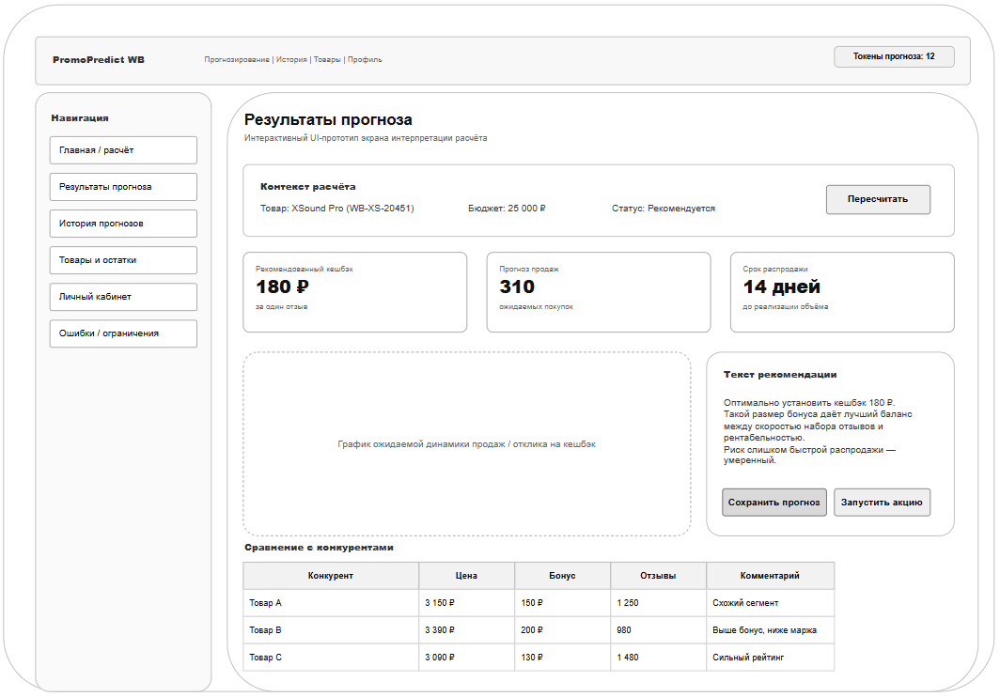 PromoPredict WB
Прогнозирование | История | Товары | Профиль
Токены прогноза: 12
Навигация
Главная / расчёт
Результаты прогноза
История прогнозов
Товары и остатки
Личный кабинет
Ошибки / ограничения
Результаты прогноза
Интерактивный UI-прототип экрана интерпретации расчёта
Контекст расчёта
Товар: XSound Pro (WB-XS-20451)
Бюджет: 25 000 ₽
Статус: Рекомендуется
Пересчитать
Рекомендованный кешбэк
180 ₽
за один отзыв
Прогноз продаж
310
ожидаемых покупок
Срок распродажи
14 дней
до реализации объёма
График ожидаемой динамики продаж / отклика на кешбэк
Текст рекомендации
Оптимально установить кешбэк 180 ₽.
Такой размер бонуса даёт лучший баланс
между скоростью набора отзывов и
рентабельностью.
Риск слишком быстрой распродажи —
умеренный.
Сохранить прогноз
Запустить акцию
Сравнение с конкурентами
Конкурент Цена Бонус Отзывы Комментарий
Товар A 3 150 ₽ 150 ₽ 1 250 Схожий сегмент
Товар B 3 390 ₽ 200 ₽ 980 Выше бонус, ниже маржа
Товар C 3 090 ₽ 130 ₽ 1 480 Сильный рейтинг